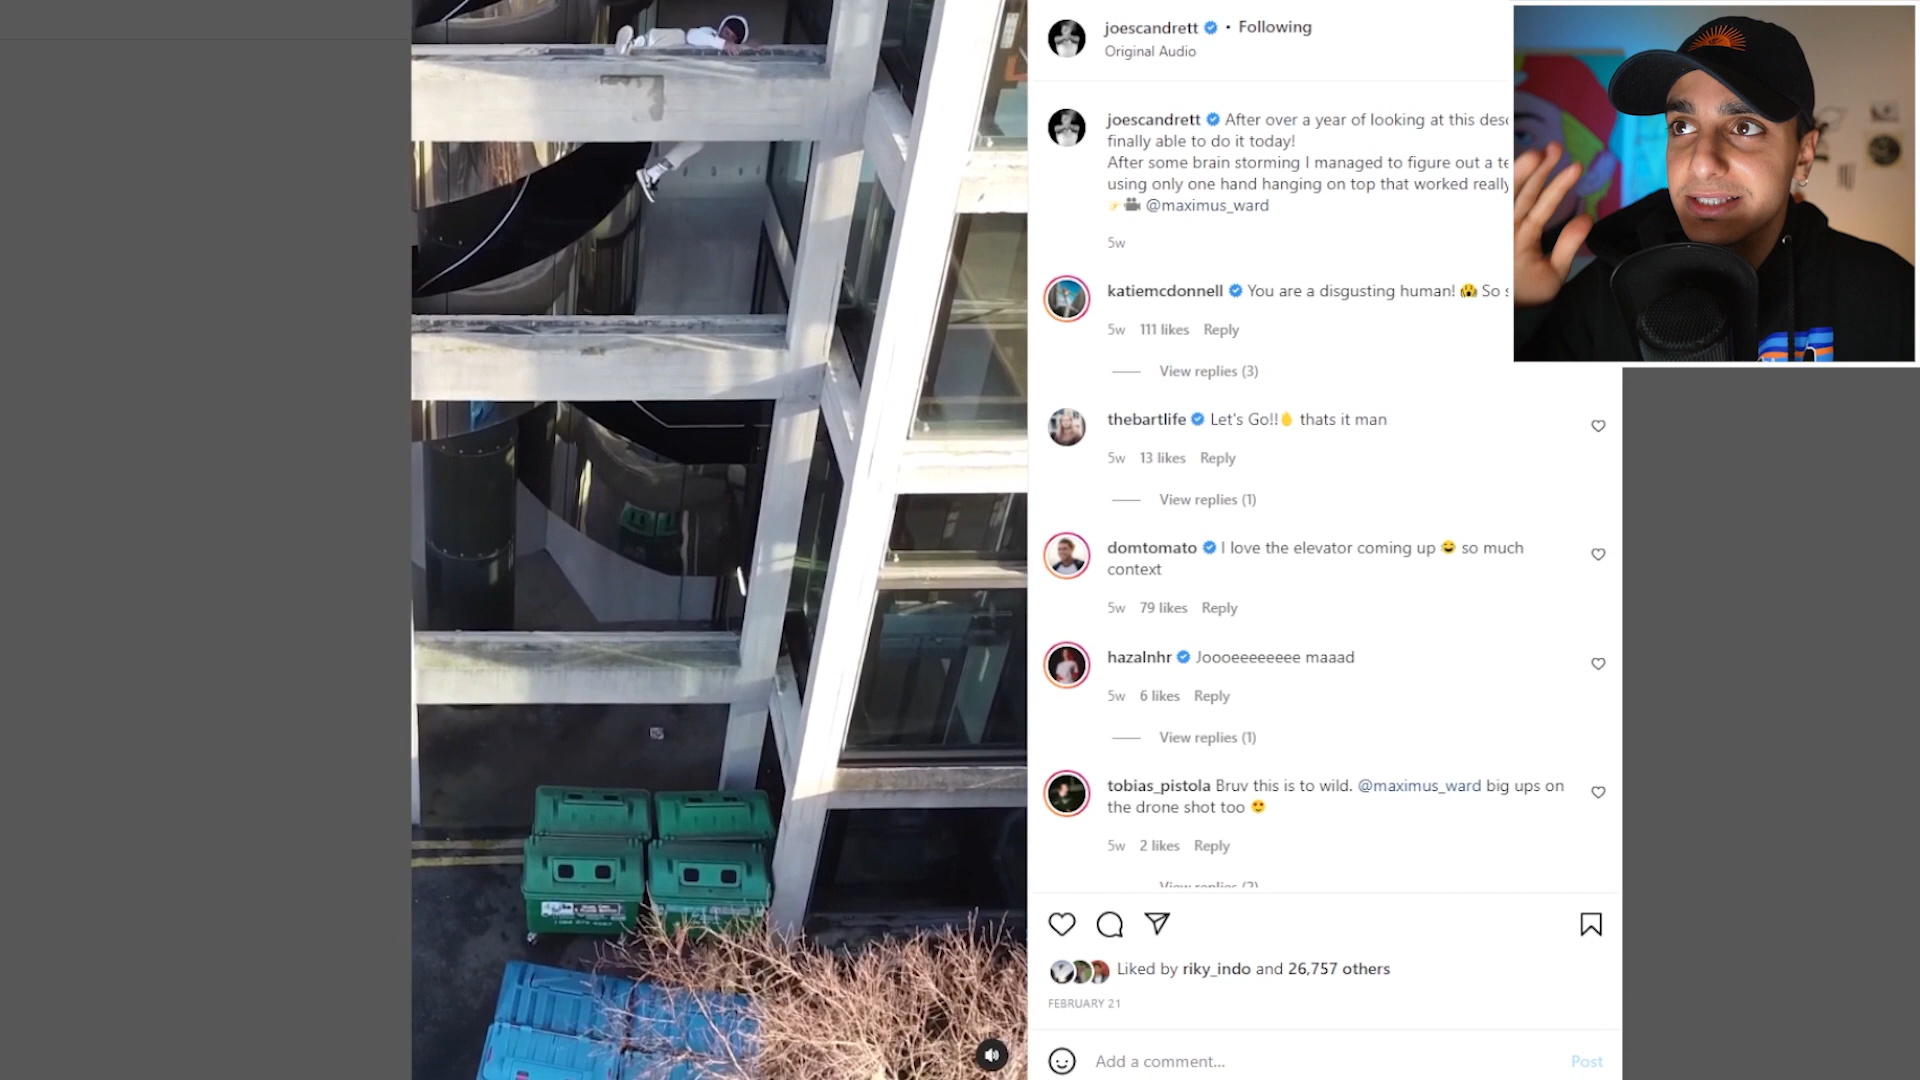 joescandrett • Following
Original Audio
joescandrett After over a year of looking at this
finally able to do it today!
After some brain storming I managed to figure out a
using only one hand hanging on top that worked really
@maximus_ward
5w
katiemcdonnell You are a disgusting human! So
5w 111 likes Reply
View replies (3)
thebartlife Let's Go!! thats it man
5w 13 likes Reply
View replies (1)
domtomato I love the elevator coming up so much
context
5w 79 likes Reply
hazalnhr Joooeeeeeeee maaad
5w 6 likes Reply
View replies (1)
tobias_pistola Bruv this is to wild. @maximus_ward big ups on
the drone shot too
5w 2 likes Reply
View replies (2)
Liked by riky_indo and 26,757 others
FEBRUARY 21
Add a comment...
Post